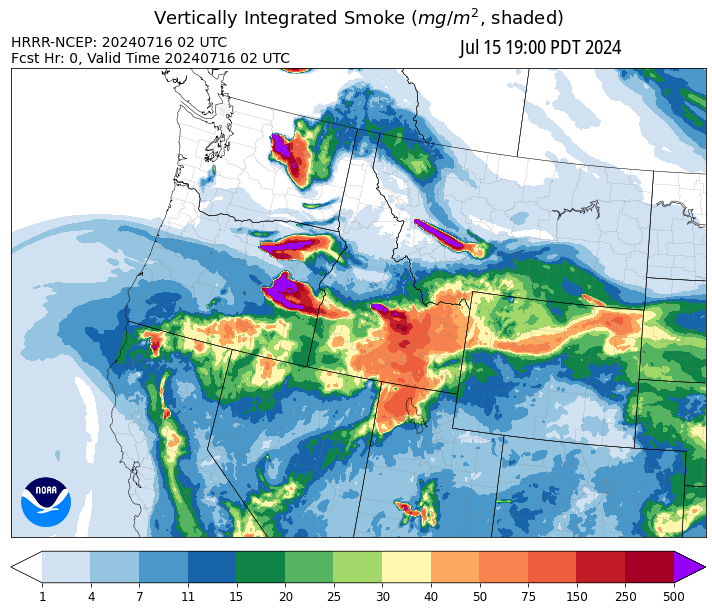 Vertically Integrated Smoke (mg/m², shaded)
HRRR-NCEP: 20240716 02 UTC
Jul 15 19:00 PDT 2024
Fcst Hr: 0, Valid Time 20240716 02 UTC
NOAA
1 4 7 11 15 20 25 30 40 50 75 150 250 500